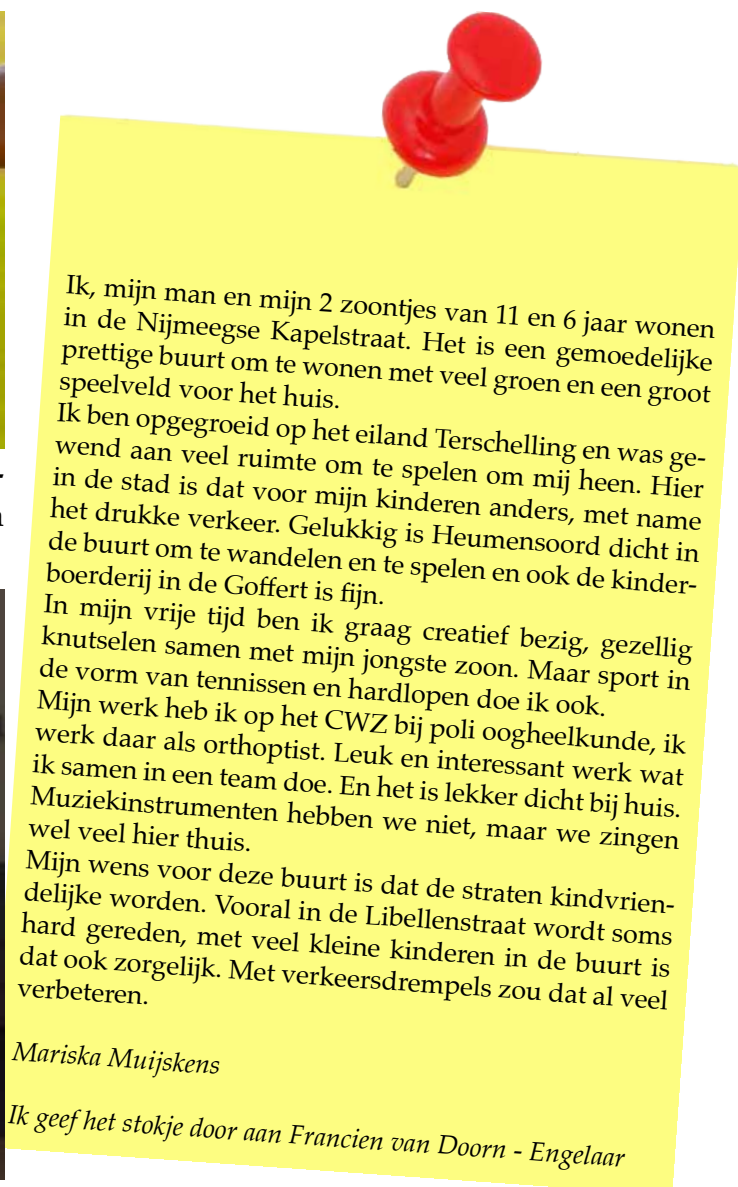 Ik, mijn man en mijn 2 zoontjes van 11 en 6 jaar wonen
in de Nijmeegse Kapelstraat. Het is een gemoedelijke
prettige buurt om te wonen met veel groen en een groot
speelveld voor het huis.
Ik ben opgegroeid op het eiland Terschelling en was ge-
wend aan veel ruimte om te spelen om mij heen. Hier
in de stad is dat voor mijn kinderen anders, met name
het drukke verkeer. Gelukkig is Heumensoord dicht in
de buurt om te wandelen en te spelen en ook de kinder-
boerderij in de Goffert is fijn.
In mijn vrije tijd ben ik graag creatief bezig, gezellig
knutselen samen met mijn jongste zoon. Maar sport in
de vorm van tennissen en hardlopen doe ik ook.
Mijn werk heb ik op het CWZ bij poli oogheelkunde, ik
werk daar als orthoptist. Leuk en interessant werk wat
ik samen in een team doe. En het is lekker dicht bij huis.
Muziekinstrumenten hebben we niet, maar we zingen
wel veel hier thuis.
Mijn wens voor deze buurt is dat de straten kindvrien-
delijke worden. Vooral in de Libellenstraat wordt soms
hard gereden, met veel kleine kinderen in de buurt is
dat ook zorgelijk. Met verkeersdrempels zou dat al veel
verbeteren.
Mariska Muijskens
Ik geef het stokje door aan Francien van Doorn - Engelaar